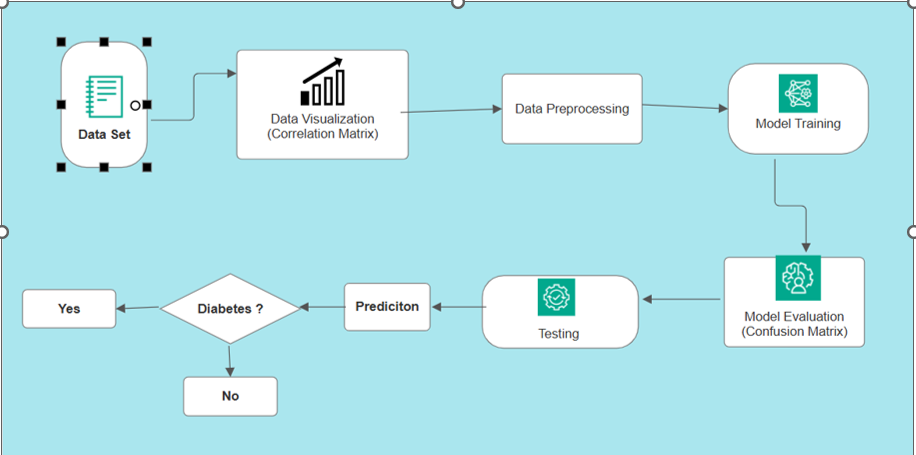 Data Set
Data Visualization
(Correlation Matrix)
Data Preprocessing
Model Training
Model Evaluation
(Confusion Matrix)
Testing
Prediciton
Diabetes ?
Yes
No